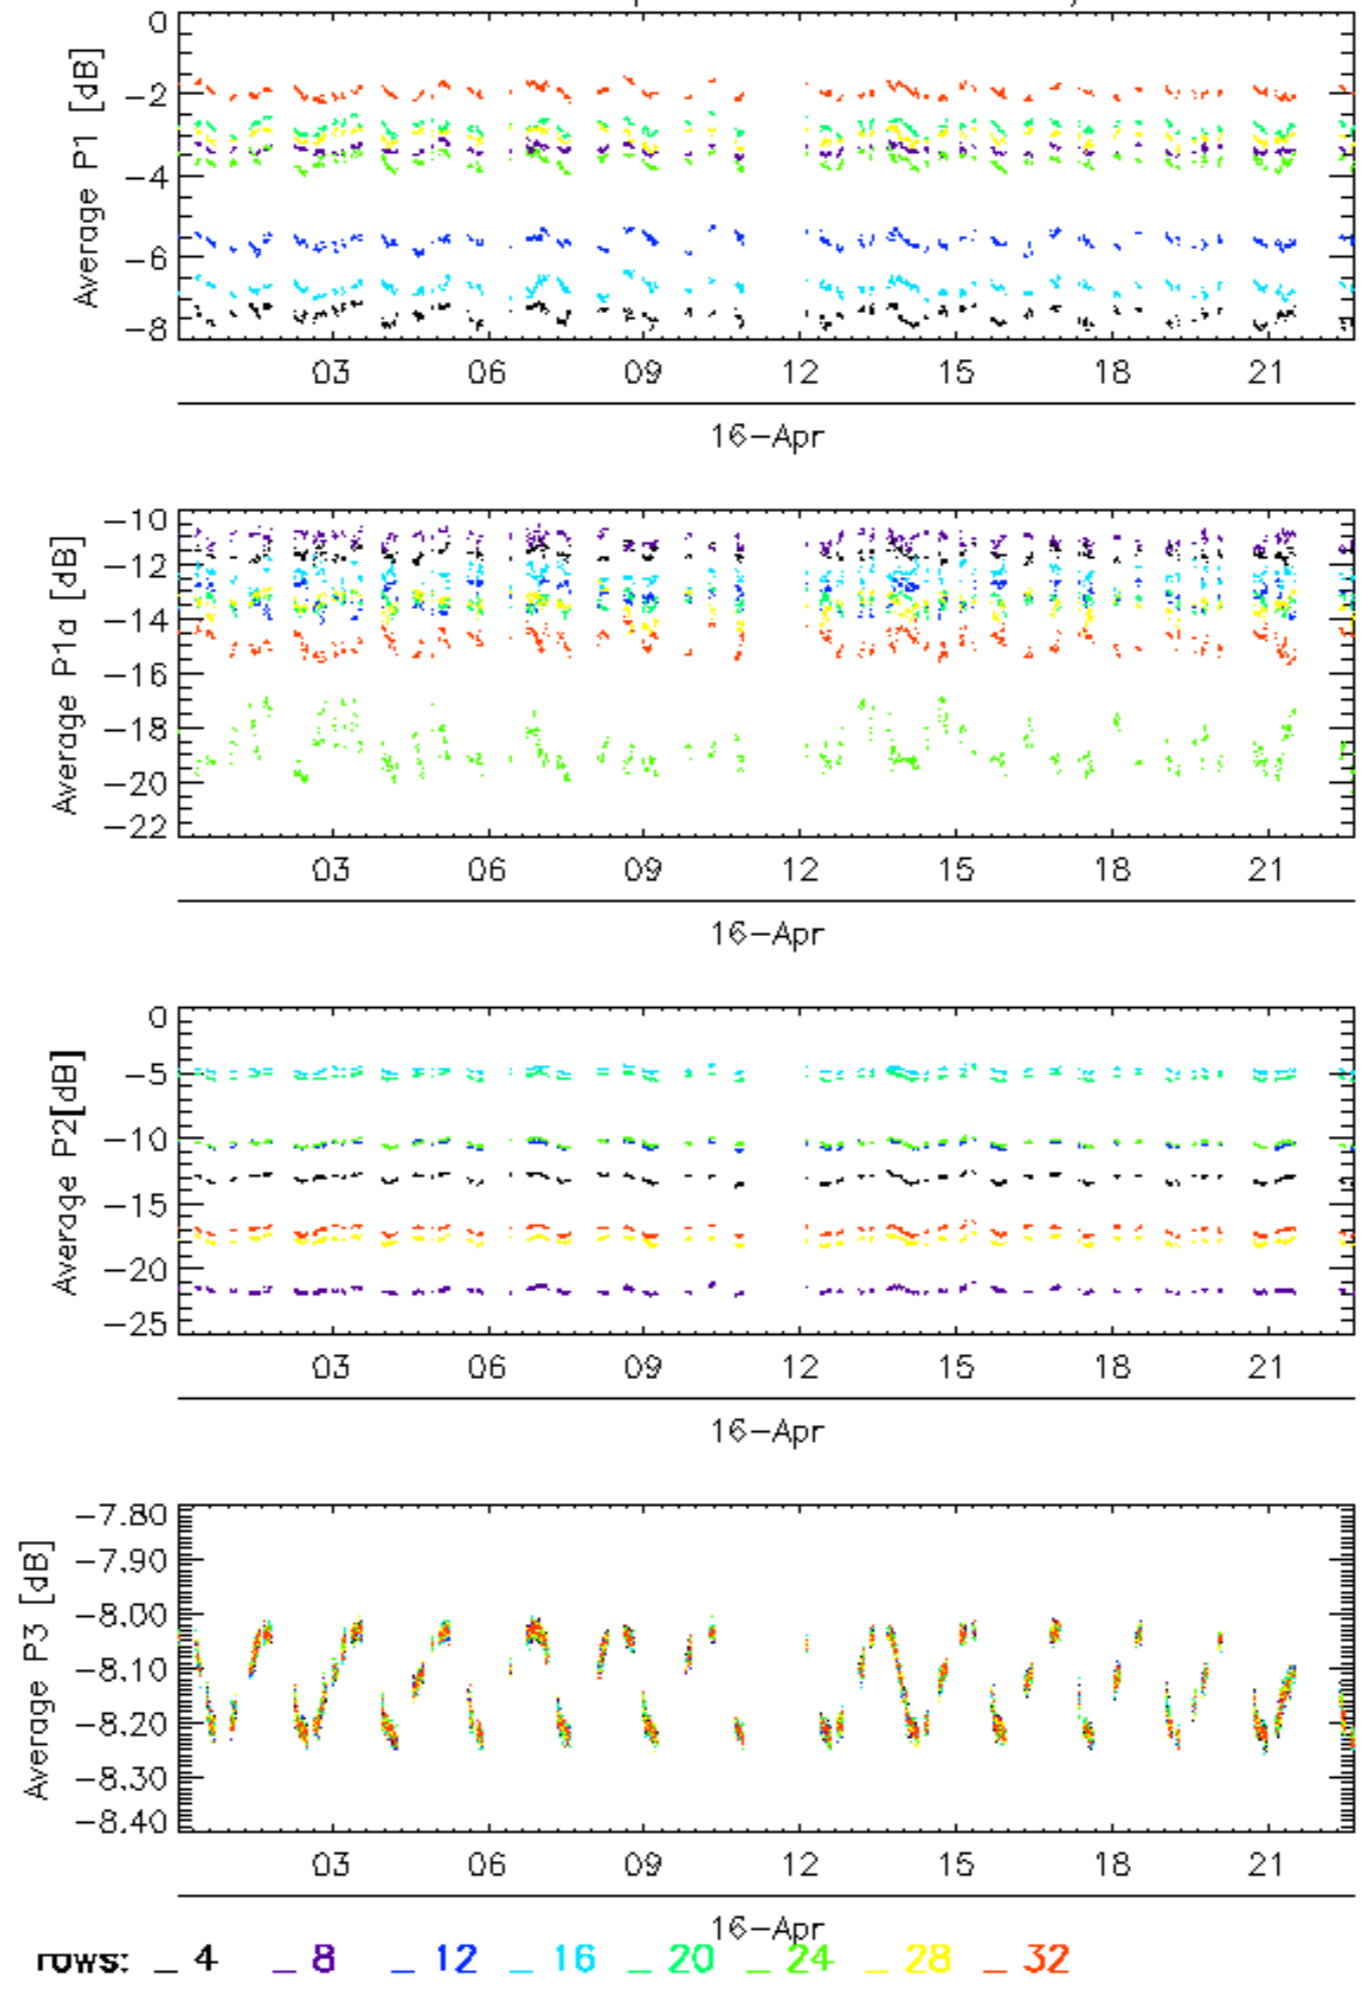 0
-2
-4
-6
-8
Average P1 [dB]
03 06 09 12 15 18 21
16-Apr
-10
-12
-14
-16
-18
-20
-22
Average P1a [dB]
03 06 09 12 15 18 21
16-Apr
0
-5
-10
-15
-20
-25
Average P2[dB]
03 06 09 12 15 18 21
16-Apr
-7.80
-7.90
-8.00
-8.10
-8.20
-8.30
-8.40
Average P3 [dB]
03 06 09 12 15 18 21
16-Apr
rows: _ 4 _ 8 _ 12 _ 16 _ 20 _ 24 _ 28 _ 32